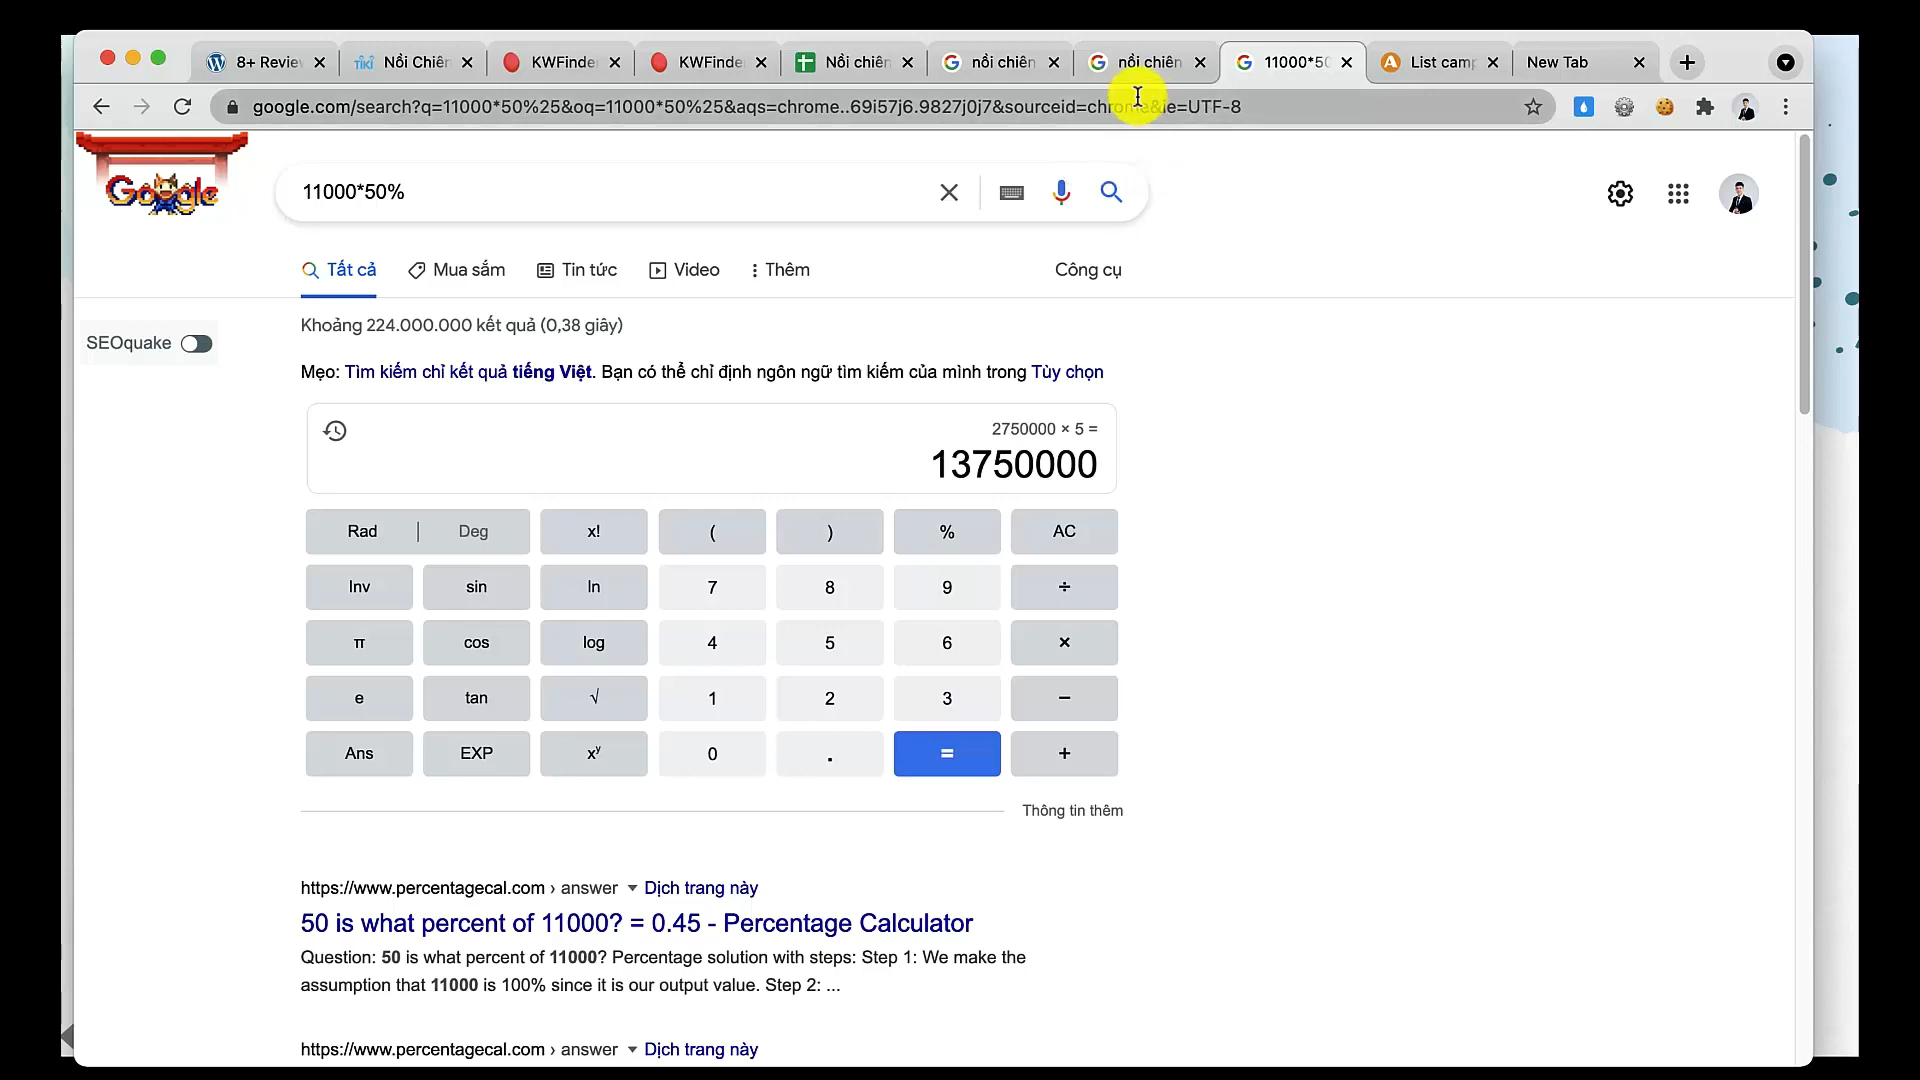 8+ Revie
TIKI Nồi Chiên
KWFinde
KWFinde
Nồi chiên
nồi chiên
nồi chiên
11000*50
List camp
New Tab
google.com/search?q=11000*50%25&oq=11000*50%25&aqs=chrome..69i57j6.9827j0j7&sourceid=chrome&ie=UTF-8
Google
11000*50%
Tất cả
Mua sắm
Tin tức
Video
Thêm
Công cụ
Khoảng 224.000.000 kết quả (0,38 giây)
SEOquake
Mẹo: Tìm kiếm chỉ kết quả tiếng Việt. Bạn có thể chỉ định ngôn ngữ tìm kiếm của mình trong Tùy chọn
2750000 × 5 =
13750000
Rad | Deg x! ( ) % AC
Inv sin ln 7 8 9 ÷
π cos log 4 5 6 ×
e tan √ 1 2 3 −
Ans EXP xʸ 0 . = +
Thông tin thêm
https://www.percentagecal.com › answer ▼ Dịch trang này
50 is what percent of 11000? = 0.45 - Percentage Calculator
Question: 50 is what percent of 11000? Percentage solution with steps: Step 1: We make the
assumption that 11000 is 100% since it is our output value. Step 2: ...
https://www.percentagecal.com › answer ▼ Dịch trang này